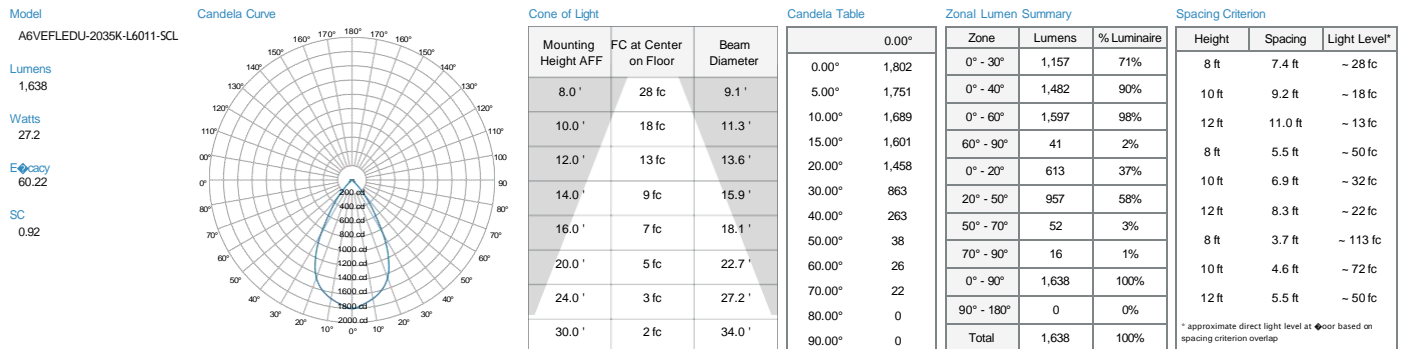 Model
A6VEFLEDU-2035K-L6011-SCL
Lumens
1,638
Watts
27.2
E�cacy
60.22
SC
0.92
Candela Curve
180°
170° 170°
160° 160°
150° 150°
140° 140°
130° 130°
120° 120°
110° 110°
00° 100
0° 90
80° 80°
70° 70°
60° 60°
50° 50°
40° 40°
30° 30°
20° 20°
10° 10°
0°
200 cd
400 cd
600 cd
800 cd
1000 cd
1200 cd
1400 cd
1600 cd
1800 cd
2000 cd
Cone of Light
Mounting Height AFF FC at Center on Floor Beam Diameter
8.0 ' 28 fc 9.1 '
10.0 ' 18 fc 11.3 '
12.0 ' 13 fc 13.6 '
14.0 ' 9 fc 15.9 '
16.0 ' 7 fc 18.1 '
20.0 ' 5 fc 22.7 '
24.0 ' 3 fc 27.2 '
30.0 ' 2 fc 34.0 '
Candela Table
0.00°
0.00° 1,802
5.00° 1,751
10.00° 1,689
15.00° 1,601
20.00° 1,458
30.00° 863
40.00° 263
50.00° 38
60.00° 26
70.00° 22
80.00° 0
90.00° 0
Zonal Lumen Summary
Zone Lumens % Luminaire
0° - 30° 1,157 71%
0° - 40° 1,482 90%
0° - 60° 1,597 98%
60° - 90° 41 2%
0° - 20° 613 37%
20° - 50° 957 58%
50° - 70° 52 3%
70° - 90° 16 1%
0° - 90° 1,638 100%
90° - 180° 0 0%
Total 1,638 100%
Spacing Criterion
Height Spacing Light Level*
8 ft 7.4 ft ~ 28 fc
10 ft 9.2 ft ~ 18 fc
12 ft 11.0 ft ~ 13 fc
8 ft 5.5 ft ~ 50 fc
10 ft 6.9 ft ~ 32 fc
12 ft 8.3 ft ~ 22 fc
8 ft 3.7 ft ~ 113 fc
10 ft 4.6 ft ~ 72 fc
12 ft 5.5 ft ~ 50 fc
* approximate direct light level at �oor based on
spacing criterion overlap